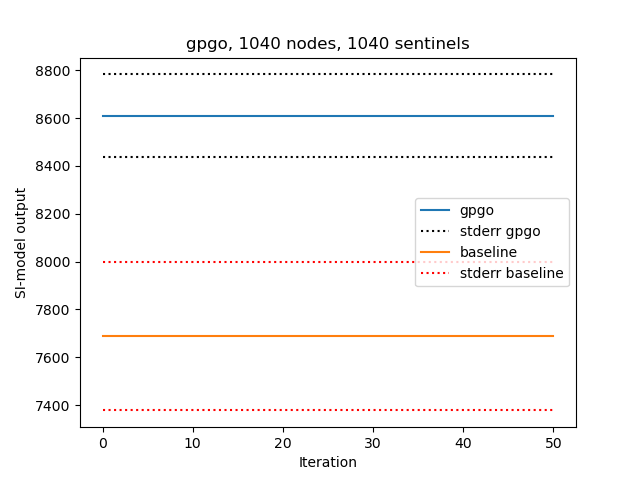 gpgo, 1040 nodes, 1040 sentinels
8800
8600
8400
8200
8000
7800
7600
7400
SI-model output
gpgo
stderr gpgo
baseline
stderr baseline
0 10 20 30 40 50
Iteration